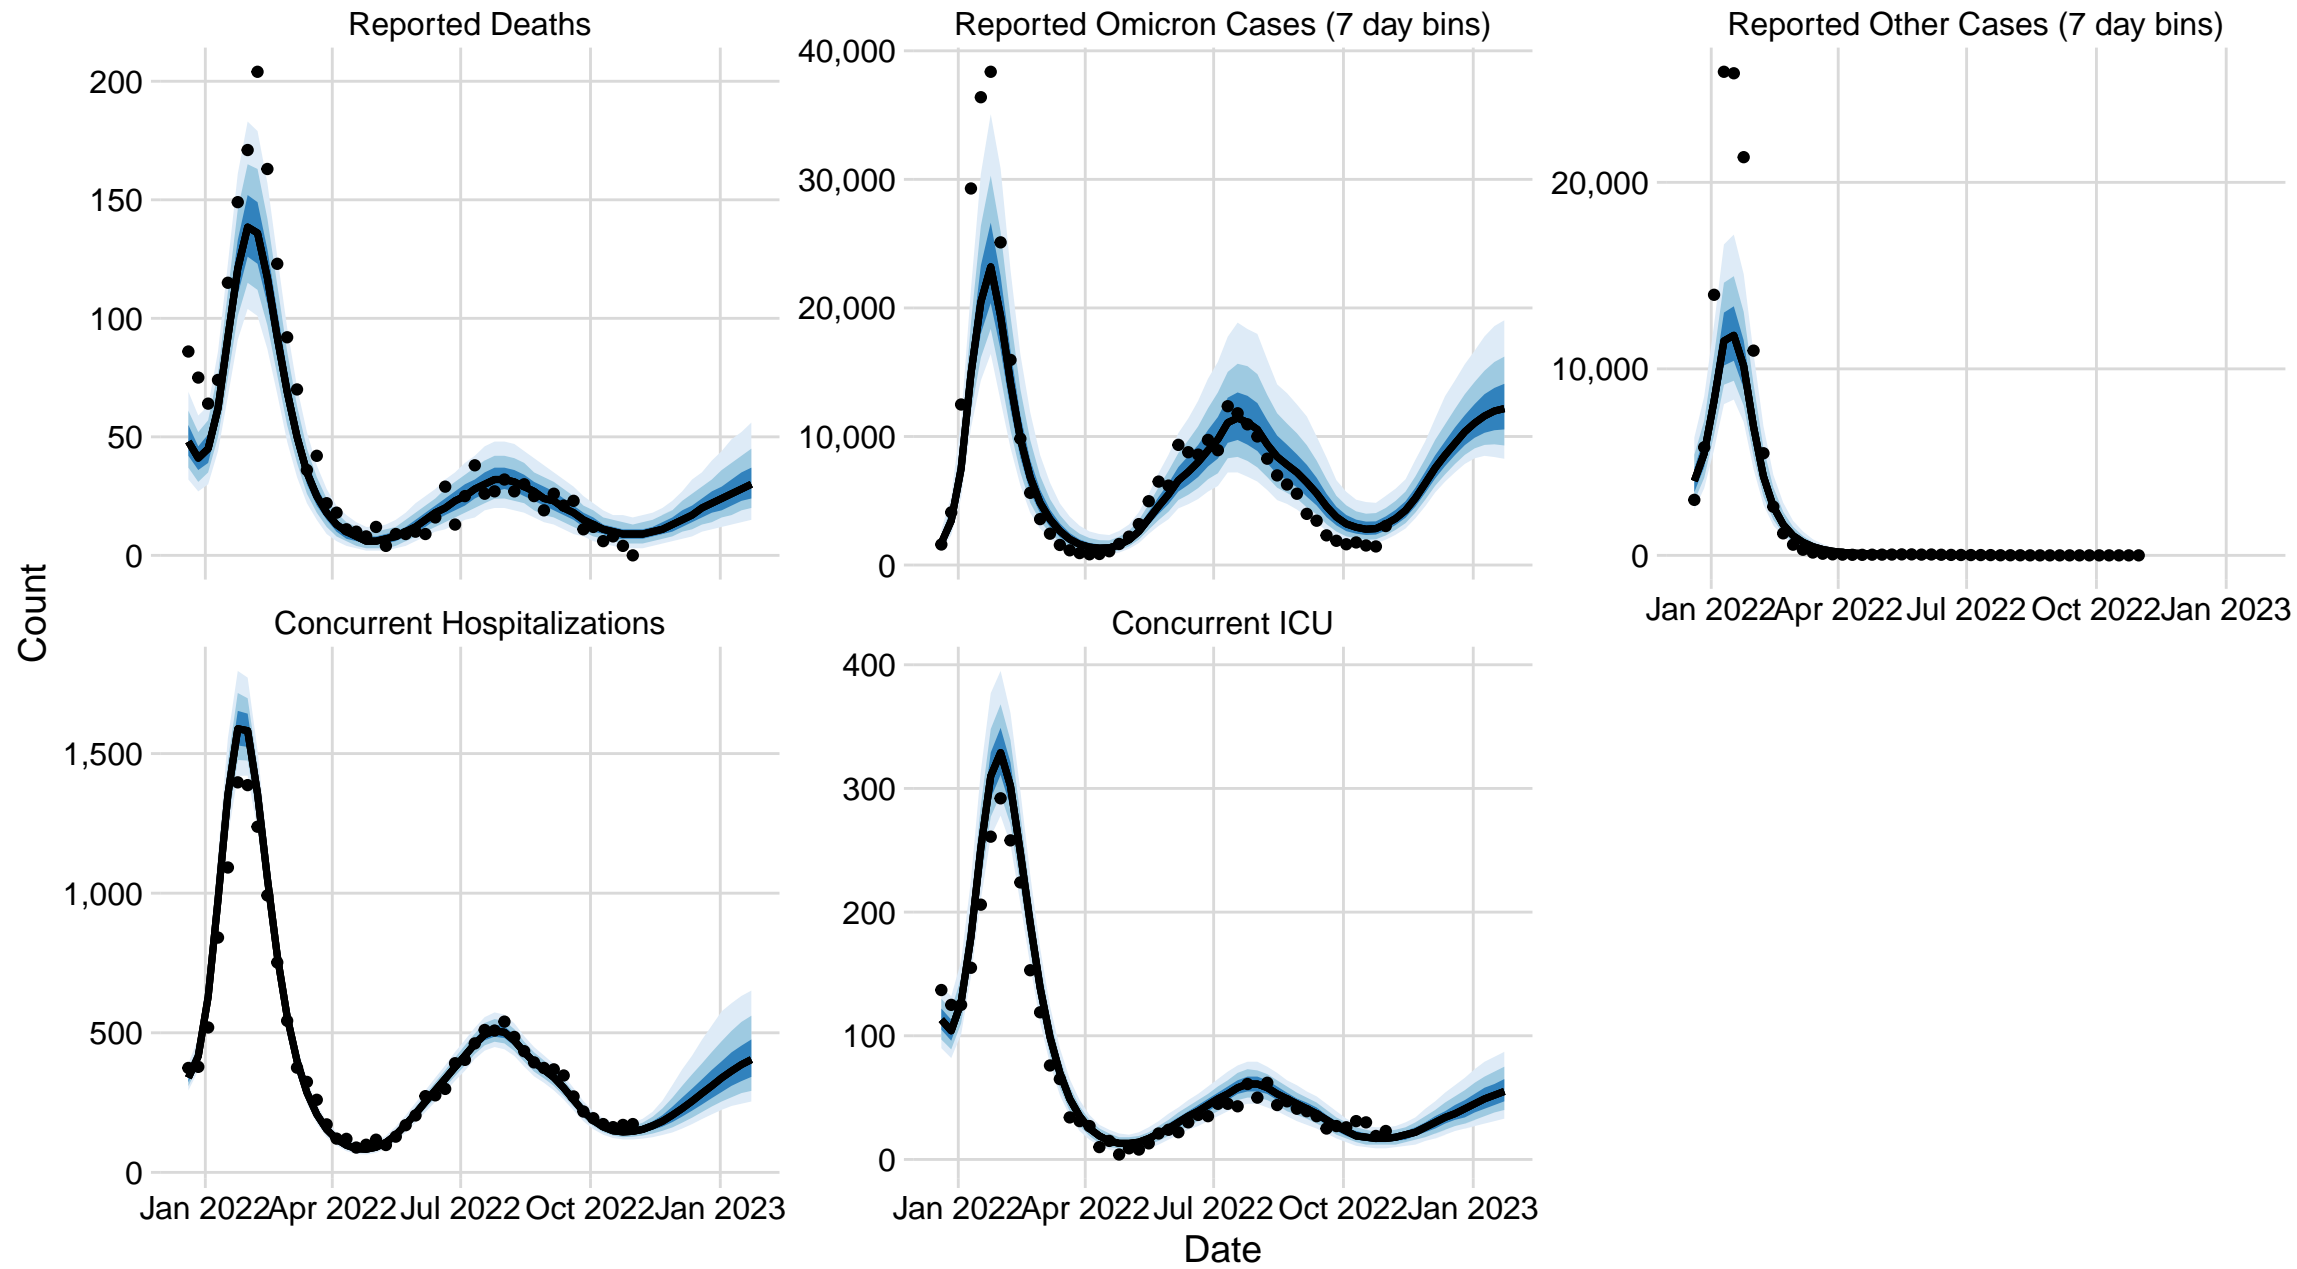 Reported Deaths
Reported Omicron Cases (7 day bins)
Reported Other Cases (7 day bins)
200
150
100
50
0
40,000
30,000
20,000
10,000
0
20,000
10,000
0
Jan 2022 Apr 2022 Jul 2022 Oct 2022 Jan 2023
Count
Concurrent Hospitalizations
Concurrent ICU
1,500
1,000
500
0
400
300
200
100
0
Jan 2022 Apr 2022 Jul 2022 Oct 2022 Jan 2023
Jan 2022 Apr 2022 Jul 2022 Oct 2022 Jan 2023
Date